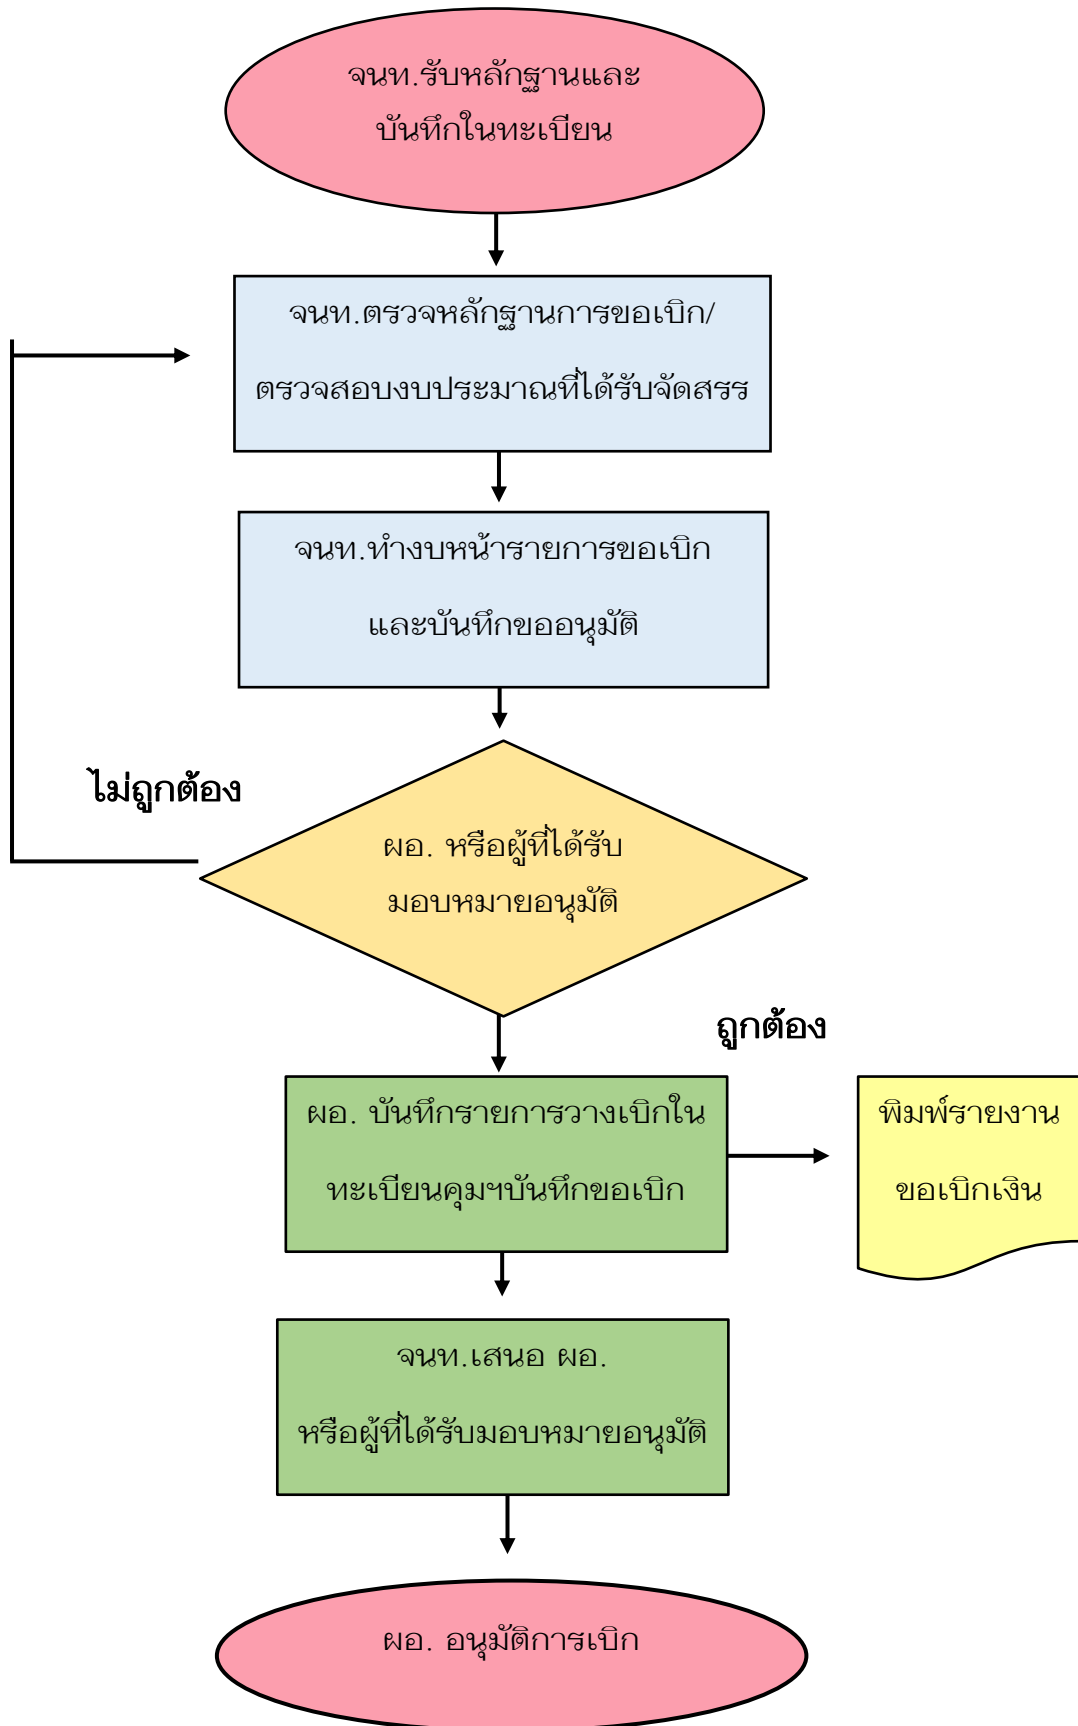 จนท.รับหลักฐานและ
บันทึกในทะเบียน
จนท.ตรวจหลักฐานการขอเบิก/
ตรวจสอบงบประมาณที่ได้รับจัดสรร
จนท.ทำงบหน้ารายการขอเบิก
และบันทึกขออนุมัติ
ไม่ถูกต้อง
ผอ. หรือผู้ที่ได้รับ
มอบหมายอนุมัติ
ถูกต้อง
ผอ. บันทึกรายการวางเบิกใน
ทะเบียนคุมฯบันทึกขอเบิก
พิมพ์รายงาน
ขอเบิกเงิน
จนท.เสนอ ผอ.
หรือผู้ที่ได้รับมอบหมายอนุมัติ
ผอ. อนุมัติการเบิก